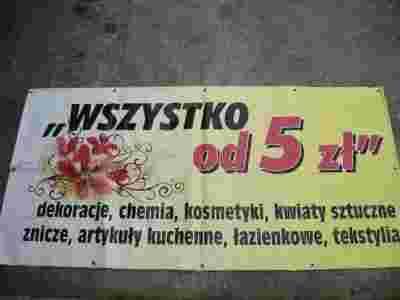 „WSZYSTKO
od 5 zł”
dekoracje, chemia, kosmetyki, kwiaty sztuczne
znicze, artykuły kuchenne, łazienkowe, tekstylia